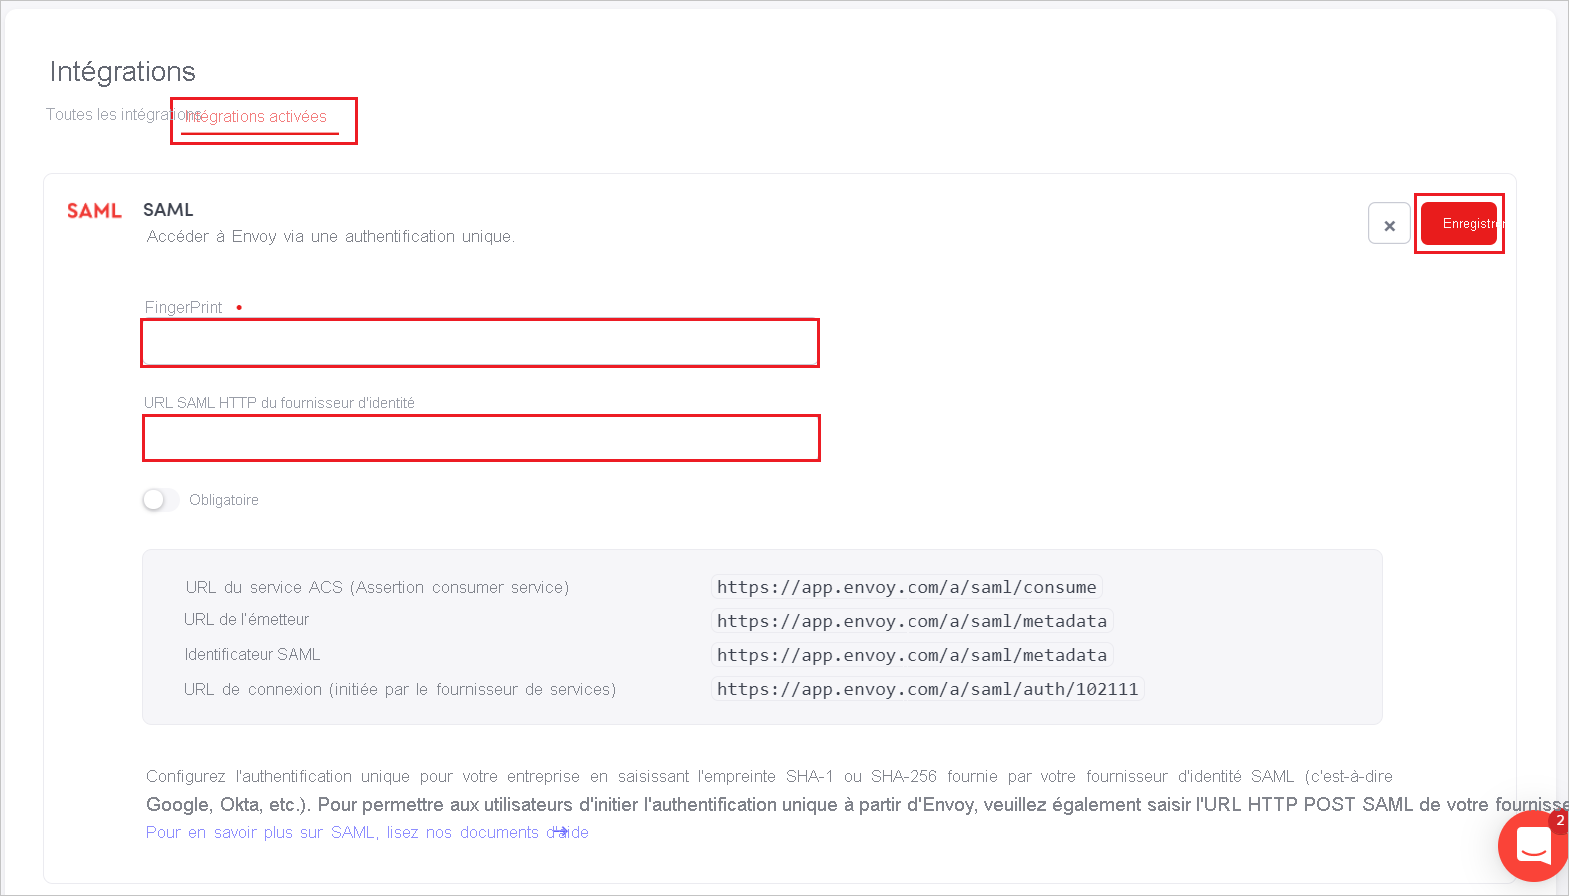 Intégrations
Toutes les intégrations Intégrations activées
SAML SAML
Accéder à Envoy via une authentification unique.
Enregistrer
FingerPrint
URL SAML HTTP du fournisseur d'identité
Obligatoire
URL du service ACS (Assertion consumer service) https://app.envoy.com/a/saml/consume
URL de l'émetteur https://app.envoy.com/a/saml/metadata
Identificateur SAML https://app.envoy.com/a/saml/metadata
URL de connexion (initiée par le fournisseur de services) https://app.envoy.com/a/saml/auth/102111
Configurez l'authentification unique pour votre entreprise en saisissant l'empreinte SHA-1 ou SHA-256 fournie par votre fournisseur d'identité SAML (c'est-à-dire
Google, Okta, etc.). Pour permettre aux utilisateurs d'initier l'authentification unique à partir d'Envoy, veuillez également saisir l'URL HTTP POST SAML de votre fournisse
Pour en savoir plus sur SAML, lisez nos documents d'aide
2